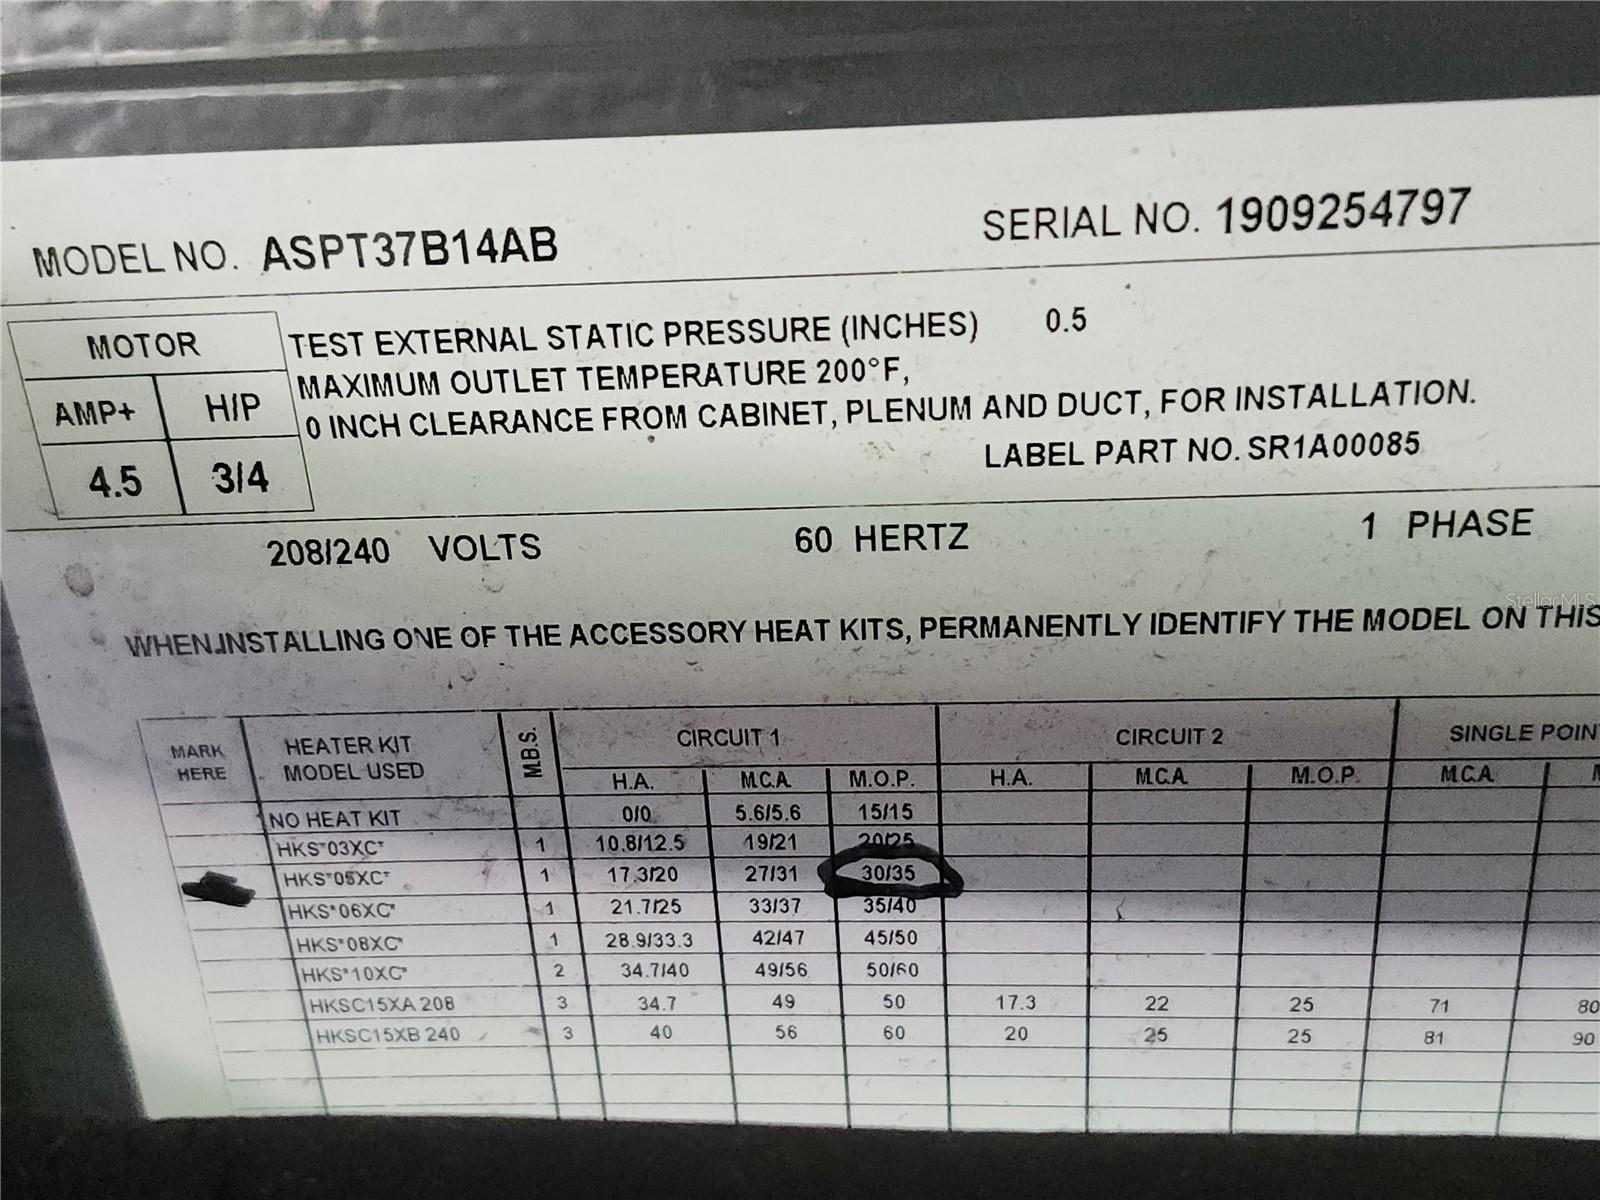 MODEL NO. ASPT37B14AB SERIAL NO. 1909254797
MOTOR
AMP+ H/P
4.5 3/4
TEST EXTERNAL STATIC PRESSURE (INCHES) 0.5
MAXIMUM OUTLET TEMPERATURE 200°F,
0 INCH CLEARANCE FROM CABINET, PLENUM AND DUCT, FOR INSTALLATION.
LABEL PART NO. SR1A00085
208/240 VOLTS 60 HERTZ 1 PHASE
StellarMLS
WHEN INSTALLING ONE OF THE ACCESSORY HEAT KITS, PERMANENTLY IDENTIFY THE MODEL ON THIS
MARK HERE HEATER KIT MODEL USED M.B.S. CIRCUIT 1 CIRCUIT 2 SINGLE POIN
H.A. M.C.A. M.O.P. H.A. M.C.A. M.O.P. M.C.A.
NO HEAT KIT 0/0 5.6/5.6 15/15
HKS*03XC* 1 10.8/12.5 19/21 20/25
HKS*05XC* 1 17.3/20 27/31 30/35
HKS*06XC* 1 21.7/25 33/37 35/40
HKS*08XC* 1 28.9/33.3 42/47 45/50
HKS*10XC* 2 34.7/40 49/56 50/60
HKSC15XA 208 3 34.7 49 50 17.3 22 25 71 80
HKSC15XB 240 3 40 56 60 20 25 25 81 90